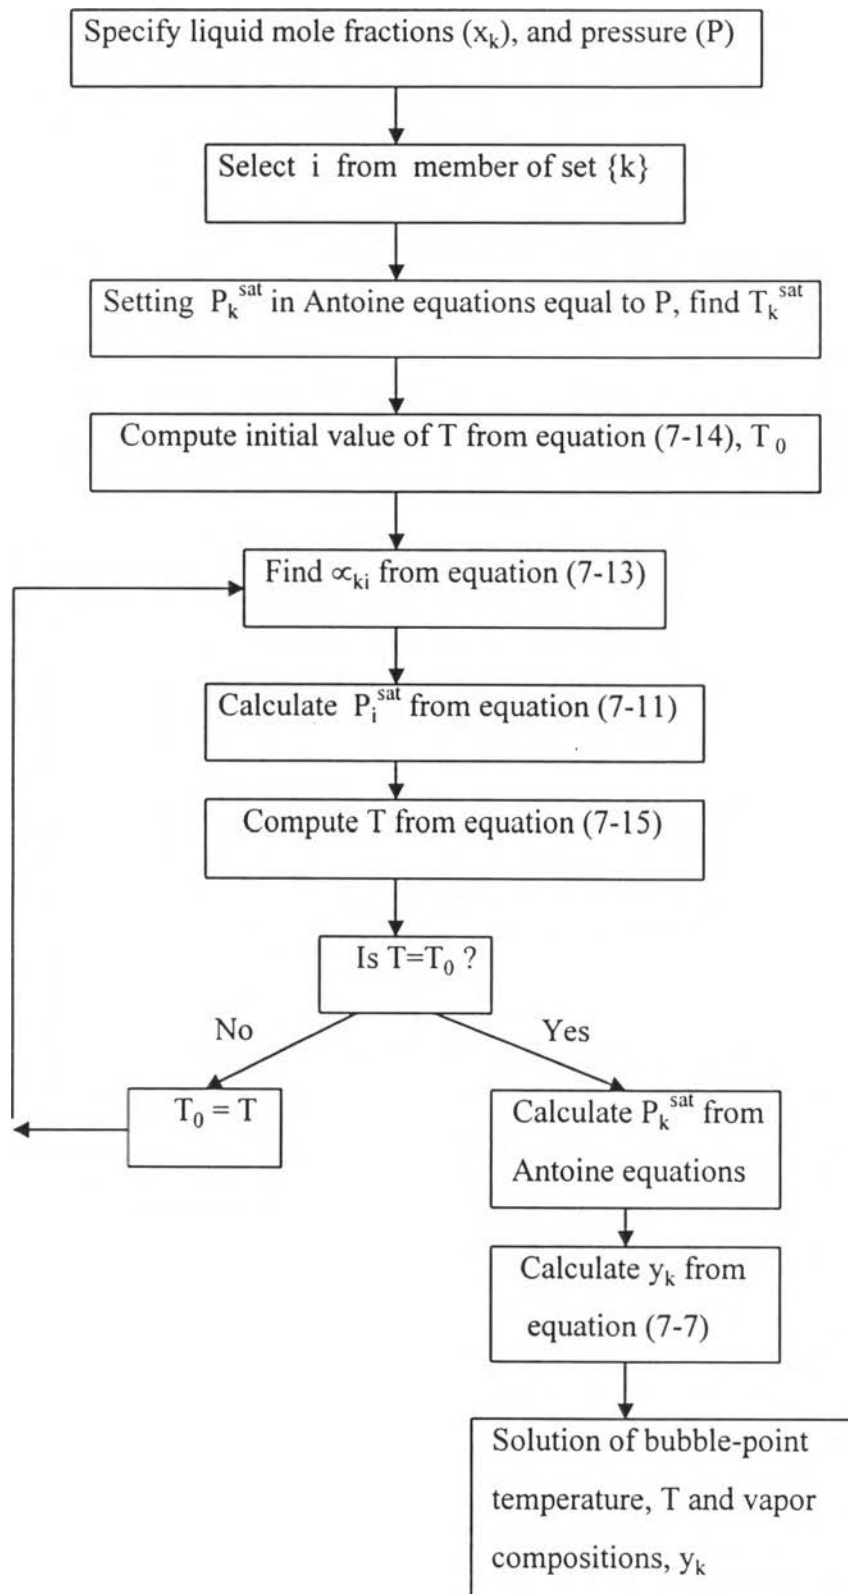 Specify liquid mole fractions (xₖ), and pressure (P)
Select i from member of set {k}
Setting Pₖˢᵃᵗ in Antoine equations equal to P, find Tₖˢᵃᵗ
Compute initial value of T from equation (7-14), T₀
Find ∝ₖᵢ from equation (7-13)
Calculate Pᵢˢᵃᵗ from equation (7-11)
Compute T from equation (7-15)
Is T=T₀ ?
No
Yes
T₀ = T
Calculate Pₖˢᵃᵗ from
Antoine equations
Calculate yₖ from
equation (7-7)
Solution of bubble-point
temperature, T and vapor
compositions, yₖ